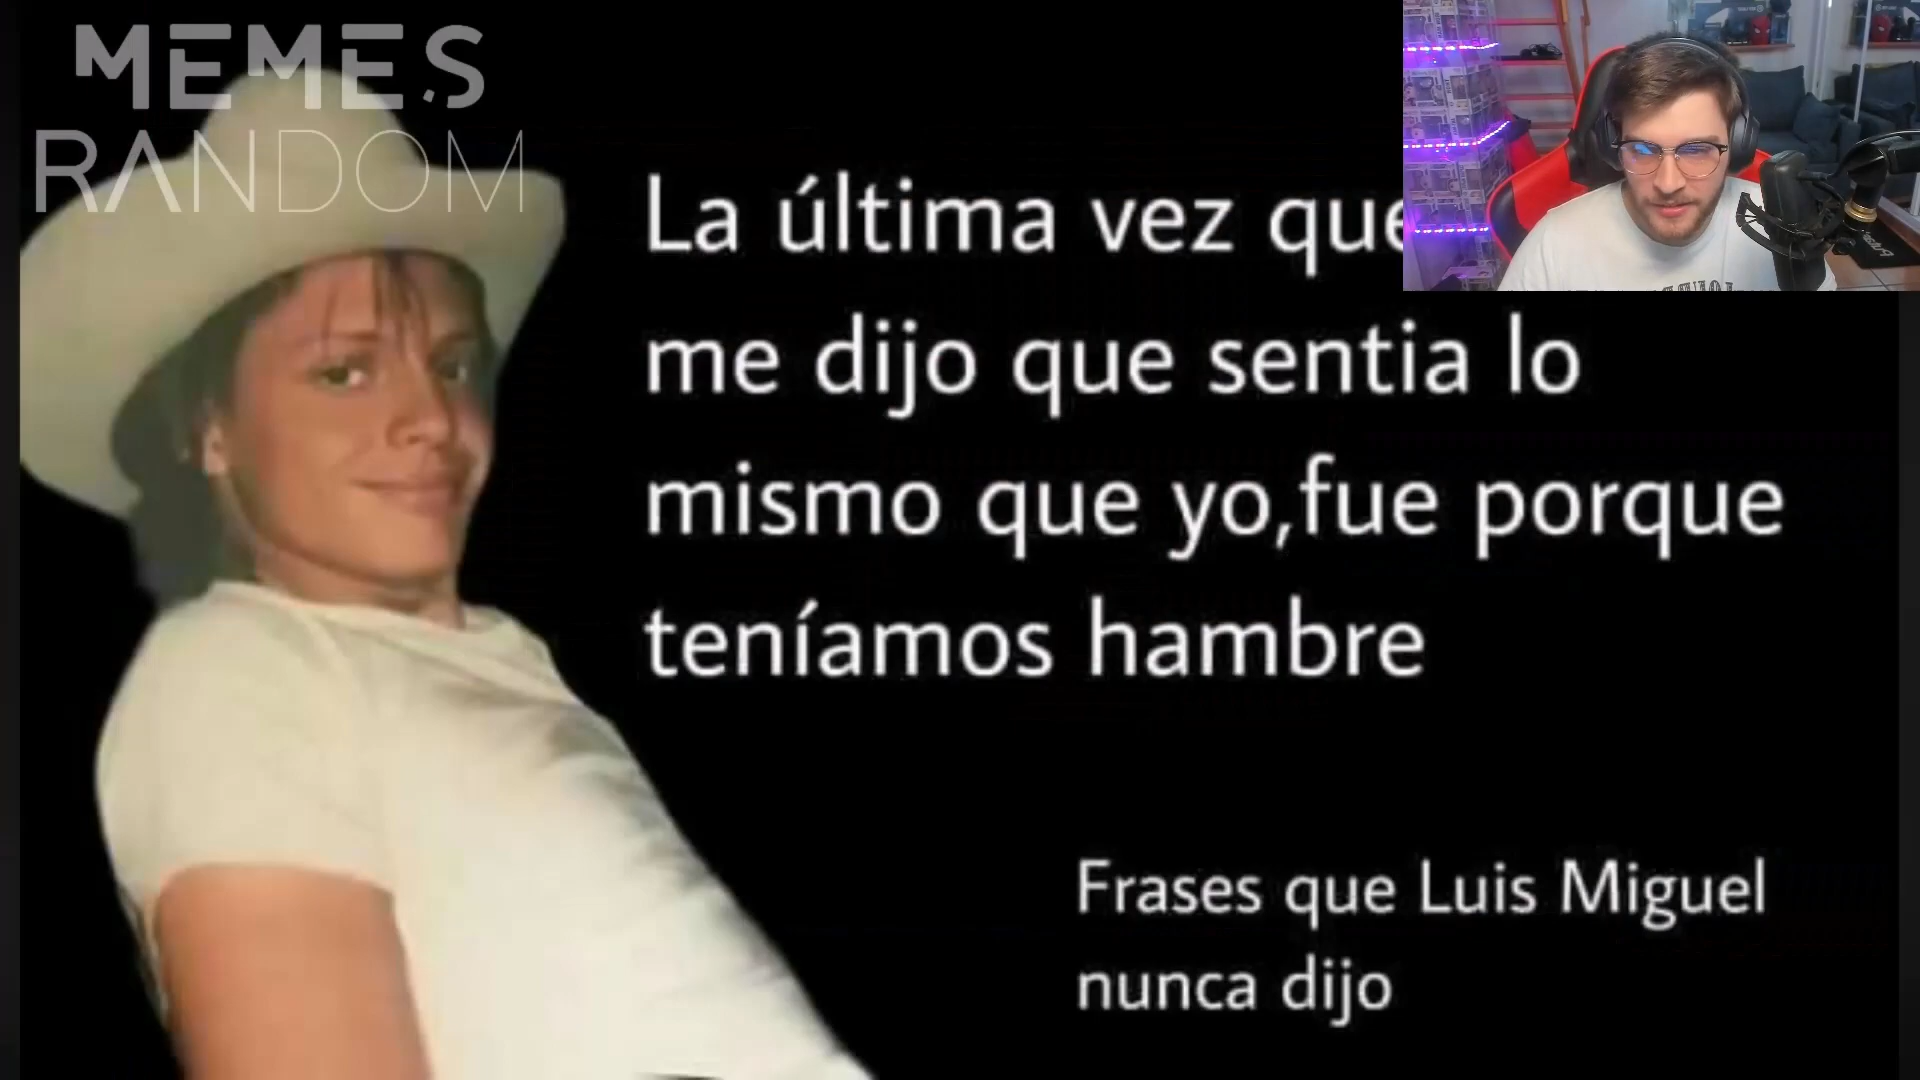 MEMES
RANDOM
La última vez que
me dijo que sentia lo
mismo que yo,fue porque
teníamos hambre
Frases que Luis Miguel
nunca dijo